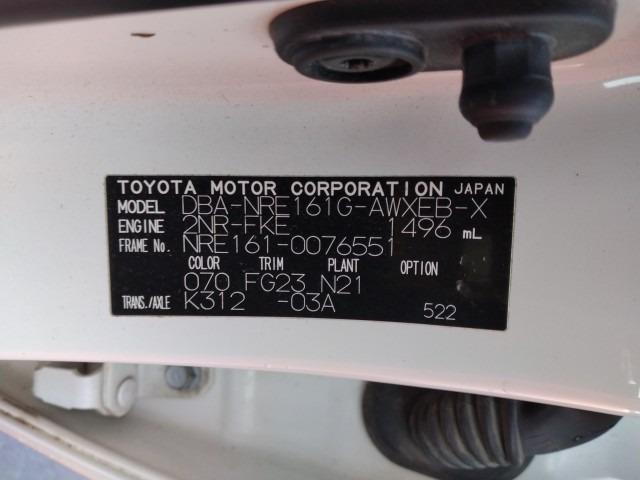 TOYOTA MOTOR CORPORATION JAPAN
MODEL DBA-NRE161G-AWXEB-X
ENGINE 2NR-FKE 1496 mL
FRAME No. NRE161-0076551
COLOR TRIM PLANT OPTION
070 FG23 N21
TRANS./AXLE K312 -03A 522